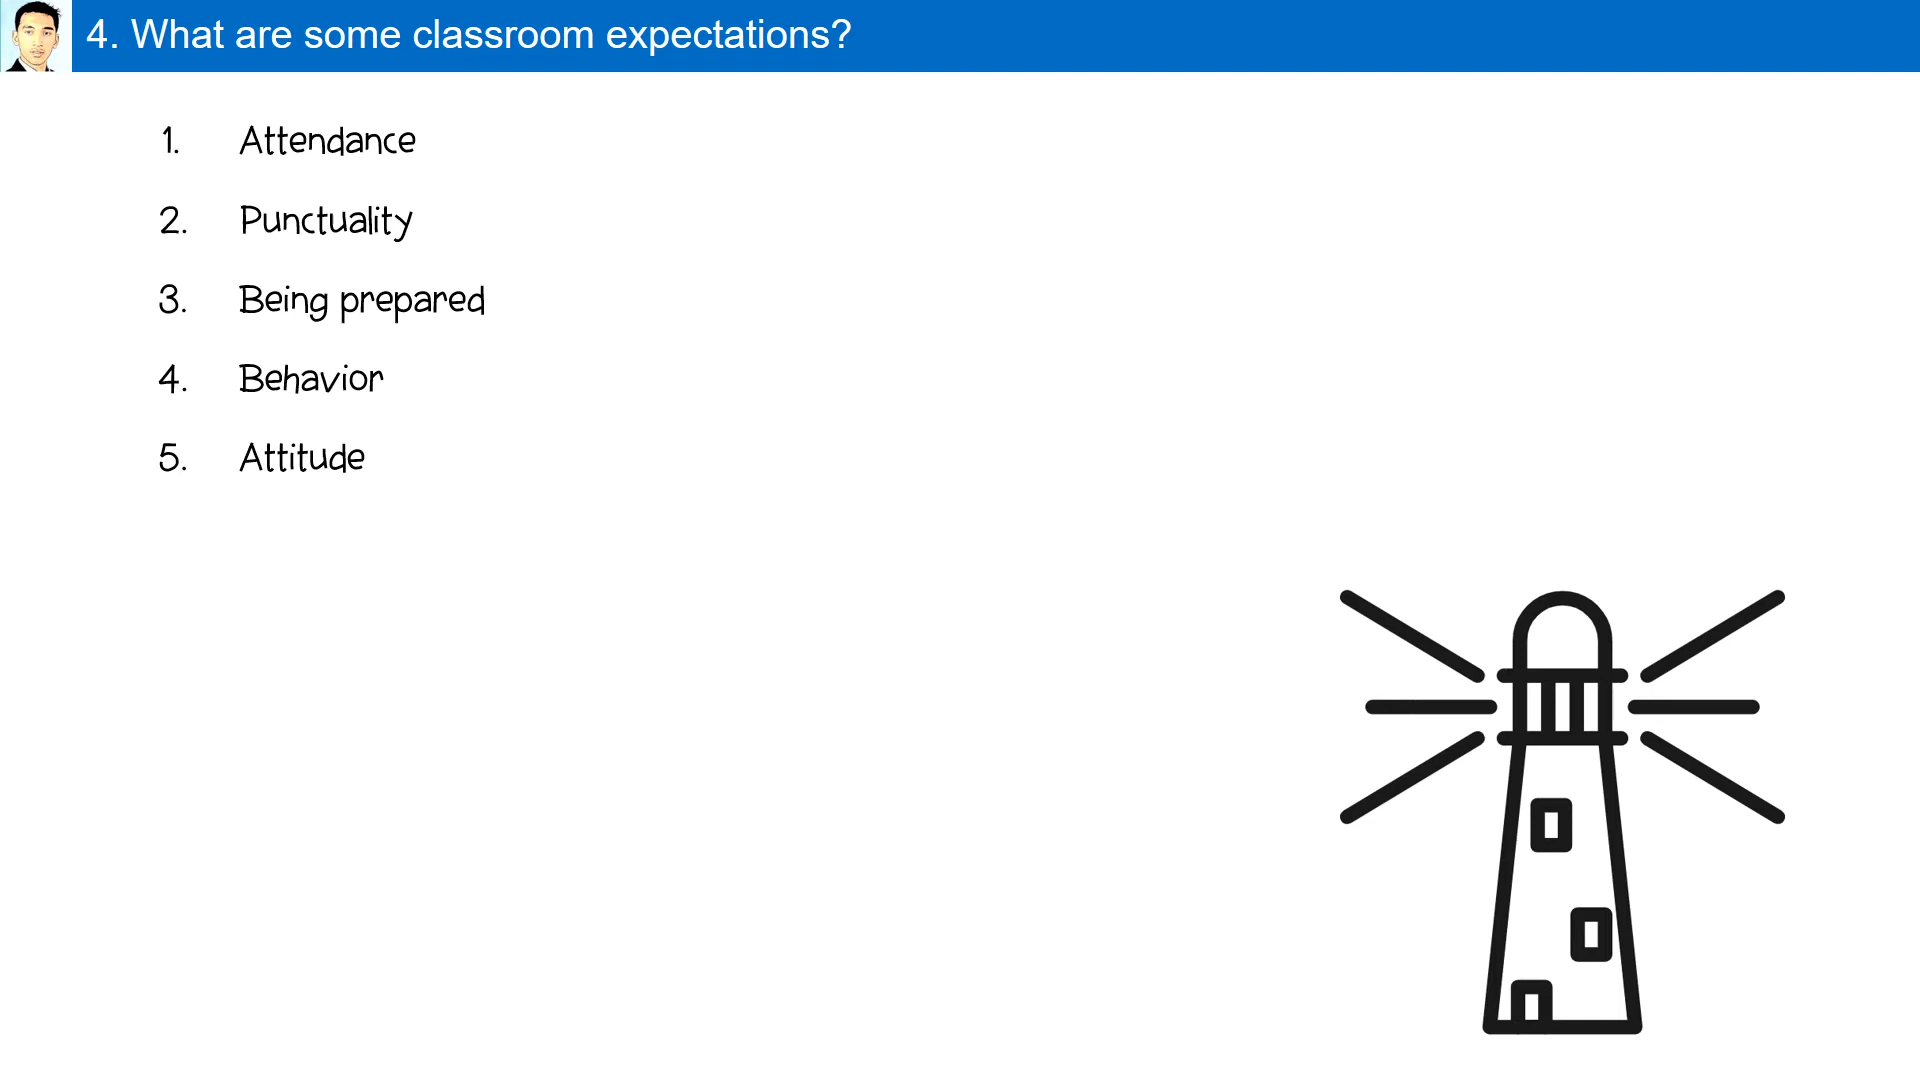 4. What are some classroom expectations?
1. Attendance
2. Punctuality
3. Being prepared
4. Behavior
5. Attitude